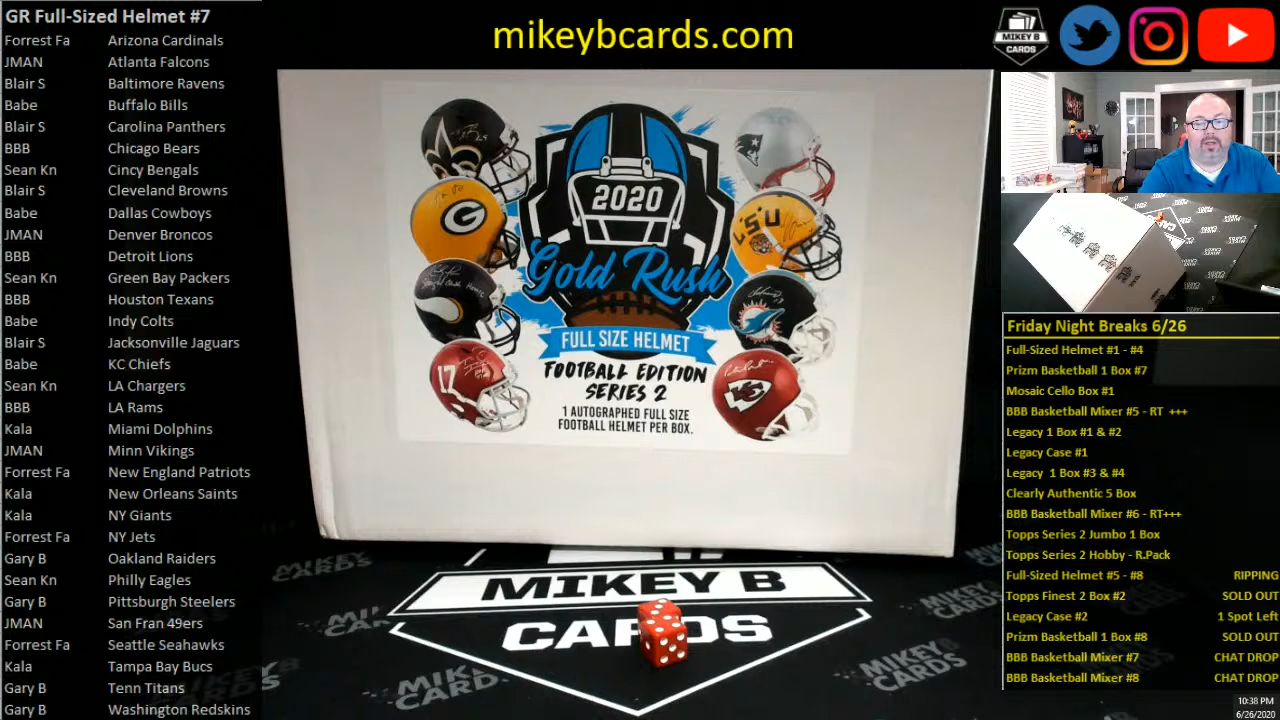 GR Full-Sized Helmet #7
Forrest Fa Arizona Cardinals
JMAN Atlanta Falcons
Blair S Baltimore Ravens
Babe Buffalo Bills
Blair S Carolina Panthers
BBB Chicago Bears
Sean Kn Cincy Bengals
Blair S Cleveland Browns
Babe Dallas Cowboys
JMAN Denver Broncos
BBB Detroit Lions
Sean Kn Green Bay Packers
BBB Houston Texans
Babe Indy Colts
Blair S Jacksonville Jaguars
Babe KC Chiefs
Sean Kn LA Chargers
BBB LA Rams
Kala Miami Dolphins
JMAN Minn Vikings
Forrest Fa New England Patriots
Kala New Orleans Saints
Kala NY Giants
Forrest Fa NY Jets
Gary B Oakland Raiders
Sean Kn Philly Eagles
Gary B Pittsburgh Steelers
JMAN San Fran 49ers
Forrest Fa Seattle Seahawks
Kala Tampa Bay Bucs
Gary B Tenn Titans
Gary B Washington Redskins
mikeybcards.com
MIKEY B
CARDS
2020
G
LSU
Gold Rush
FULL SIZE HELMET
17
FOOTBALL EDITION
SERIES 2
KC
1 AUTOGRAPHED FULL SIZE
FOOTBALL HELMET PER BOX.
MIKEY B
CARDS
MIKEY B
CARDS
MIKEY B
CARDS
Friday Night Breaks 6/26
Full-Sized Helmet #1 - #4
Prizm Basketball 1 Box #7
Mosaic Cello Box #1
BBB Basketball Mixer #5 - RT +++
Legacy 1 Box #1 & #2
Legacy Case #1
Legacy 1 Box #3 & #4
Clearly Authentic 5 Box
BBB Basketball Mixer #6 - RT+++
Topps Series 2 Jumbo 1 Box
Topps Series 2 Hobby - R.Pack
Full-Sized Helmet #5 - #8 RIPPING
Topps Finest 2 Box #2 SOLD OUT
Legacy Case #2 1 Spot Left
Prizm Basketball 1 Box #8 SOLD OUT
BBB Basketball Mixer #7 CHAT DROP
BBB Basketball Mixer #8 CHAT DROP
10:38 PM
6/26/2020